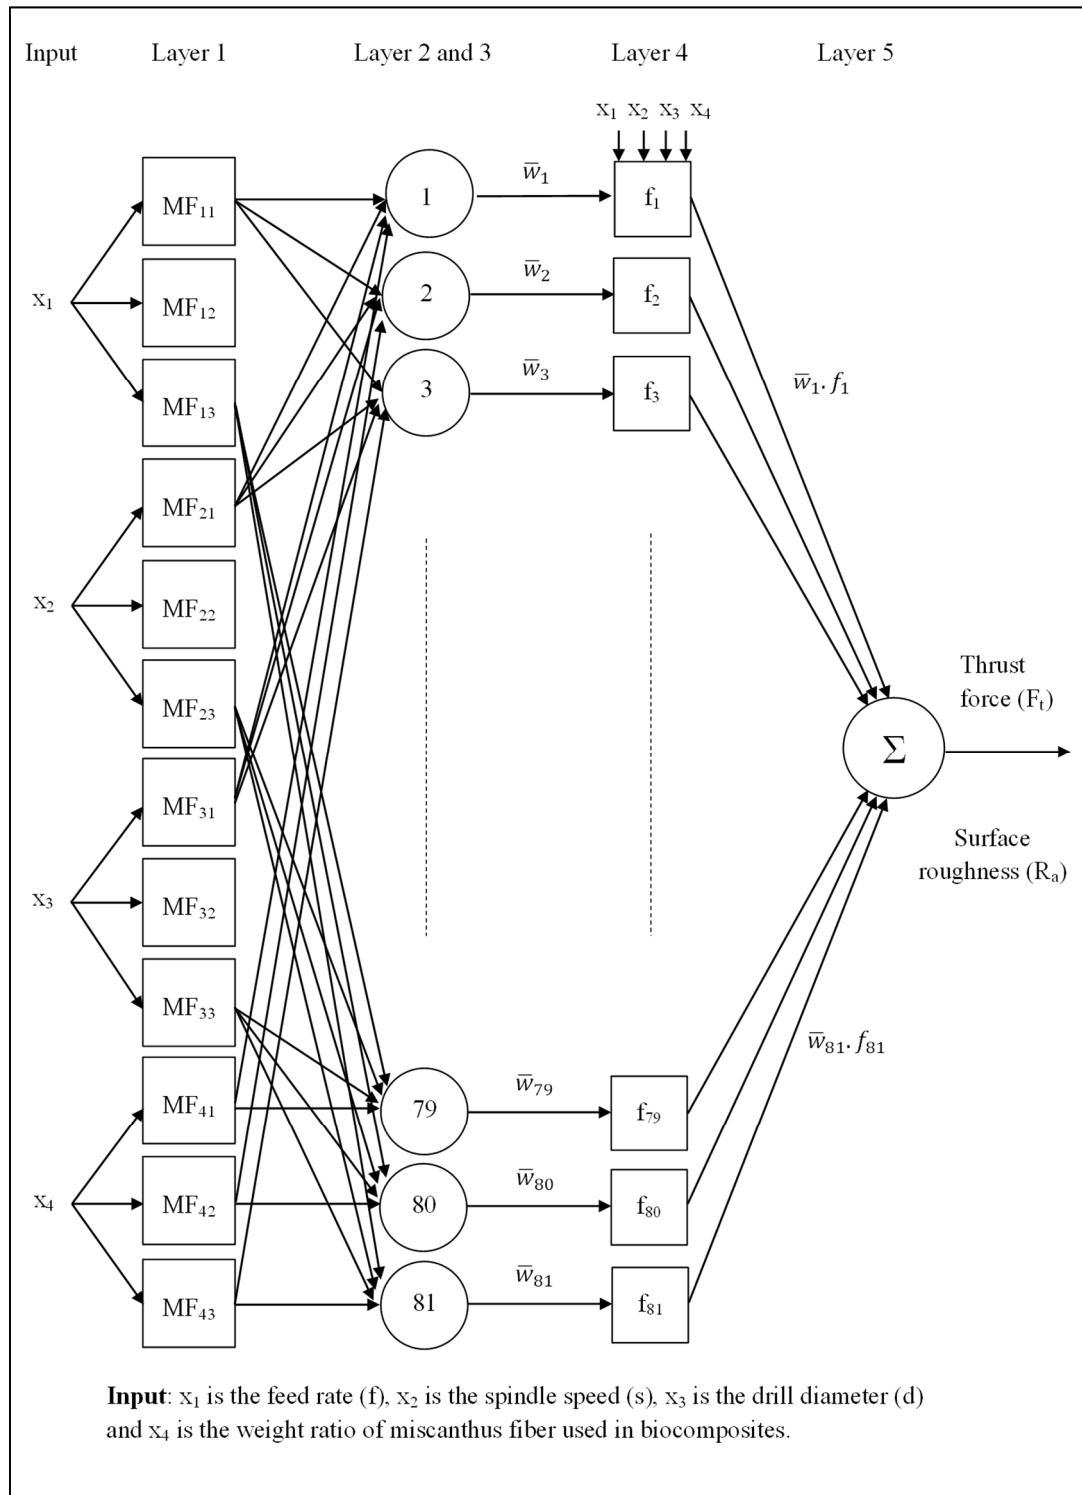 Input Layer 1 Layer 2 and 3 Layer 4 Layer 5
x₁ x₂ x₃ x₄
MF₁₁ 1 w̅₁ f₁
x₁ MF₁₂ 2 w̅₂ f₂
MF₁₃ 3 w̅₃ f₃
w̅₁. f₁
MF₂₁
x₂ MF₂₂
MF₂₃
Thrust
force (Fₜ)
Σ
MF₃₁
Surface
roughness (Rₐ)
x₃ MF₃₂
MF₃₃
w̅₈₁. f₈₁
MF₄₁ 79 w̅₇₉ f₇₉
x₄ MF₄₂ 80 w̅₈₀ f₈₀
MF₄₃ 81 w̅₈₁ f₈₁
Input: x₁ is the feed rate (f), x₂ is the spindle speed (s), x₃ is the drill diameter (d)
and x₄ is the weight ratio of miscanthus fiber used in biocomposites.